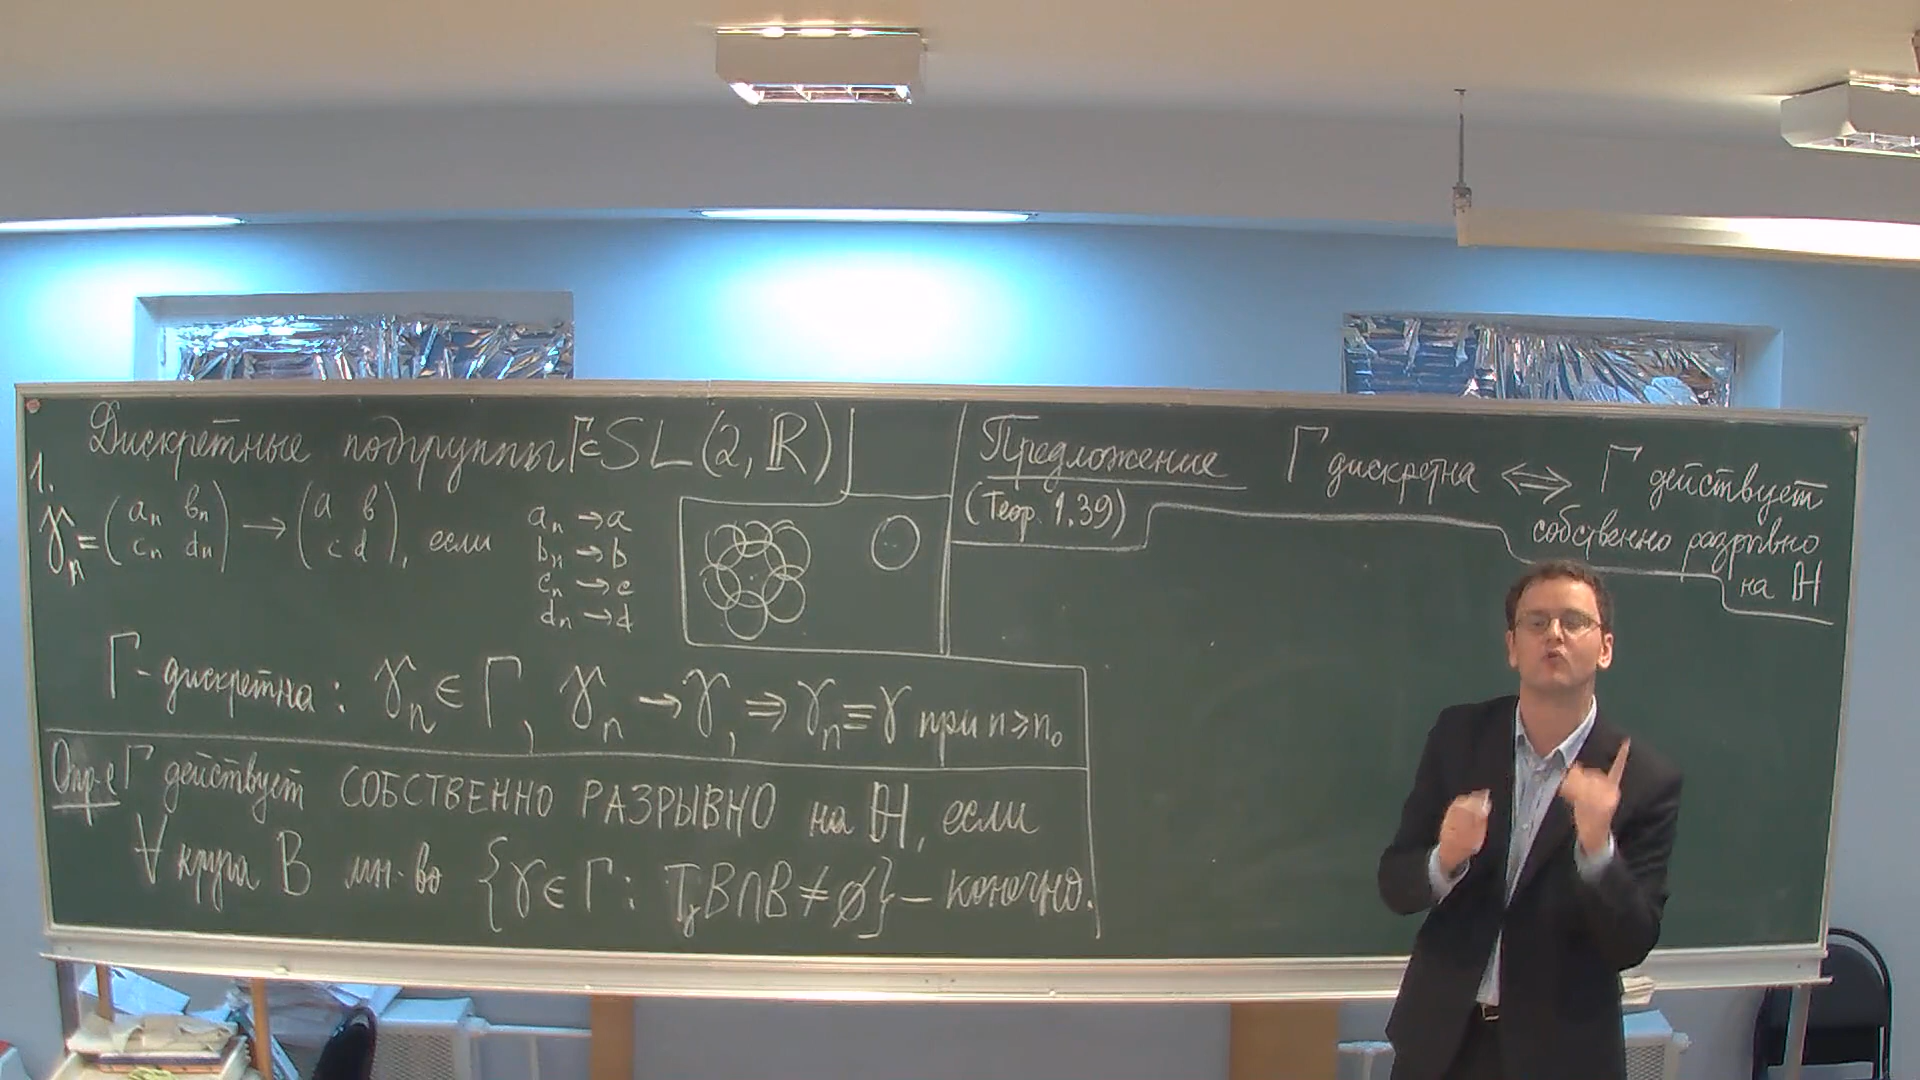 Дискретные подгруппы Γ⊂SL(2,ℝ)
1.
γₙ = (aₙ bₙ / cₙ dₙ) → (a b / c d), если
aₙ → a
bₙ → b
cₙ → c
dₙ → d
Γ - дискретна: γₙ ∈ Γ, γₙ → γ, ⇒ γₙ ≡ γ при n ≥ n₀
Опр-е Γ действует СОБСТВЕННО РАЗРЫВНО на ℍ, если
∀ круга B мн-во {γ ∈ Γ: T_γ B ∩ B ≠ ∅} – конечно.
Предложение Γ дискретна ⇔ Γ действует
(Теор. 1.39)
собственно разрывно
на ℍ